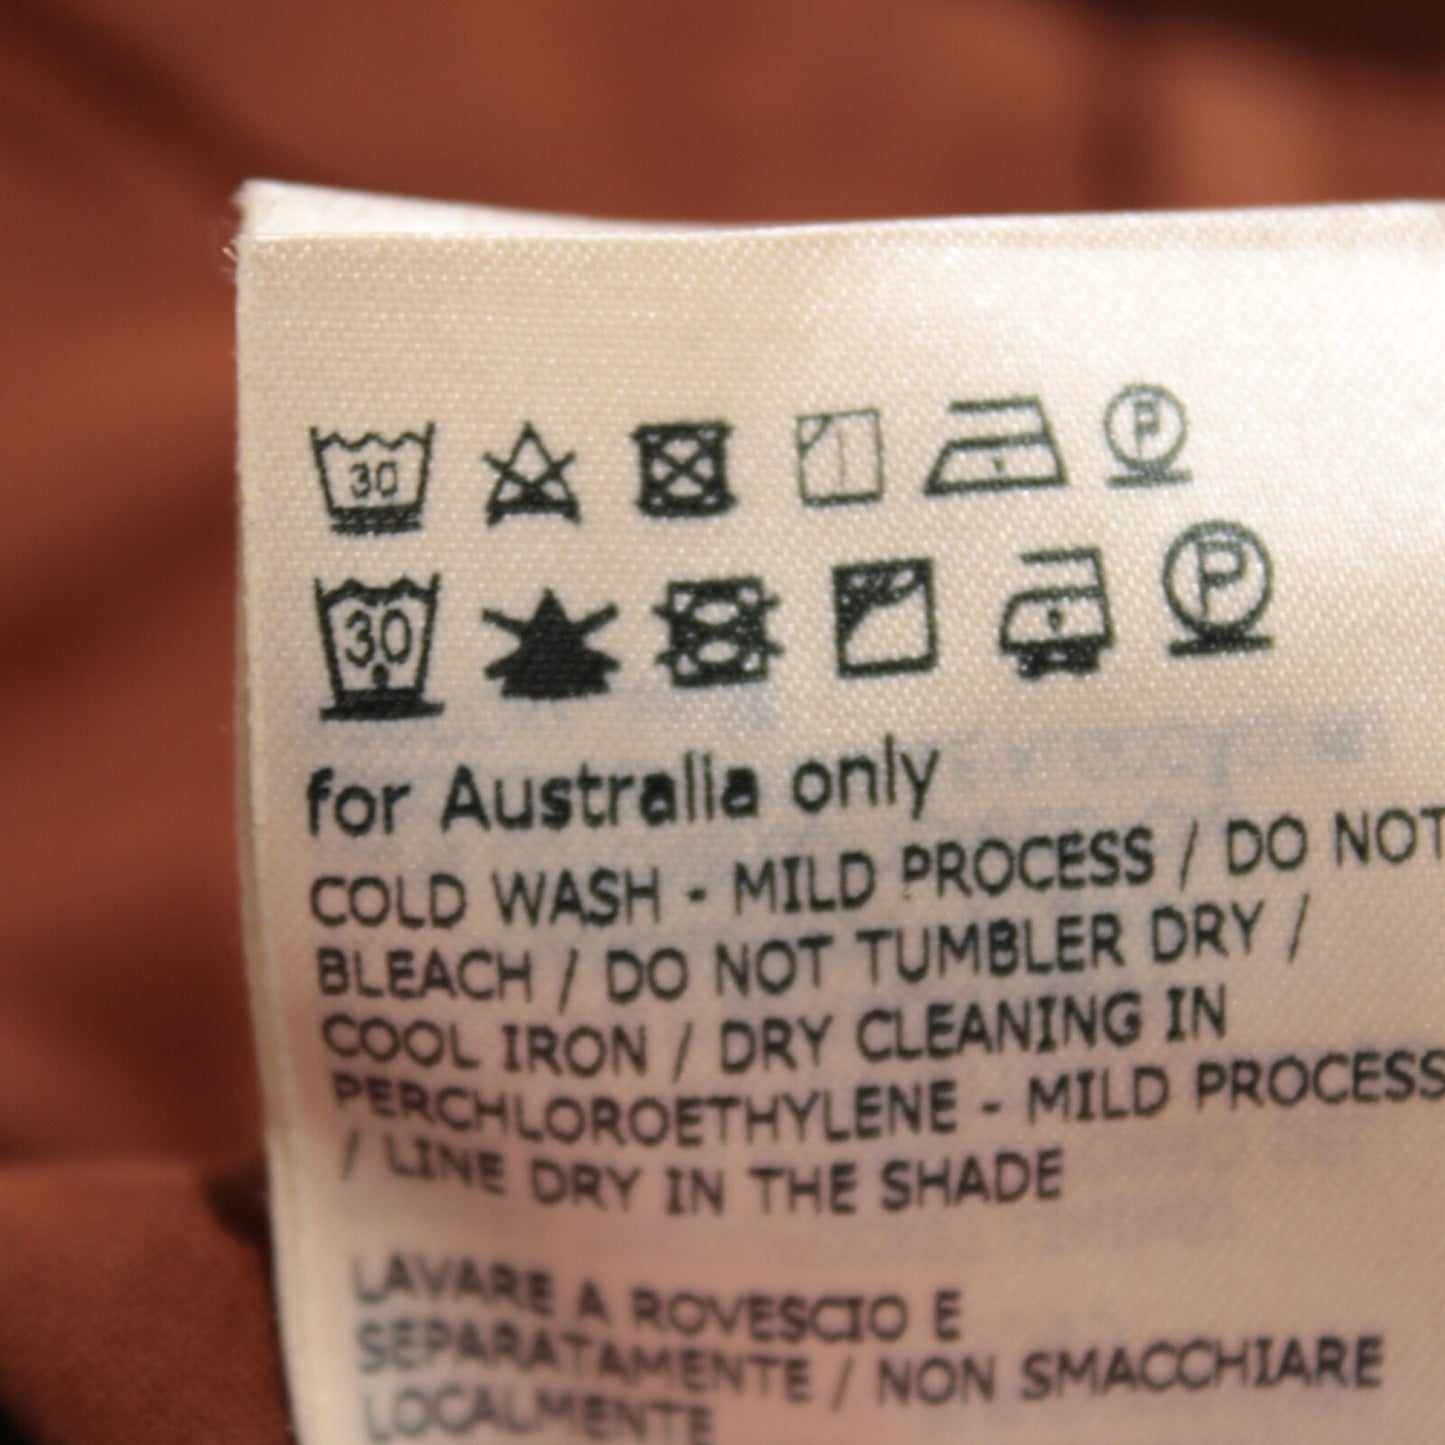 30 P
30 P
for Australia only
COLD WASH - MILD PROCESS / DO NOT
BLEACH / DO NOT TUMBLER DRY /
COOL IRON / DRY CLEANING IN
PERCHLOROETHYLENE - MILD PROCESS
/ LINE DRY IN THE SHADE
LAVARE A ROVESCIO E
SEPARATAMENTE / NON SMACCHIARE
LOCALMENTE